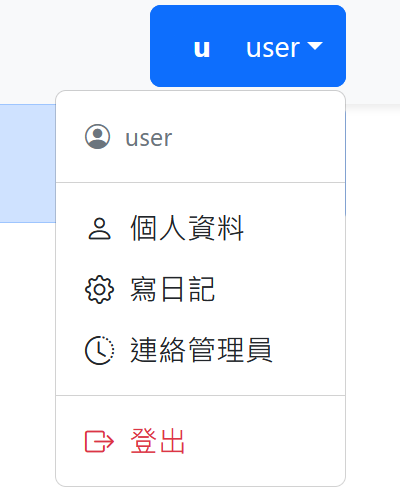 u user
user
個人資料
寫日記
連絡管理員
登出